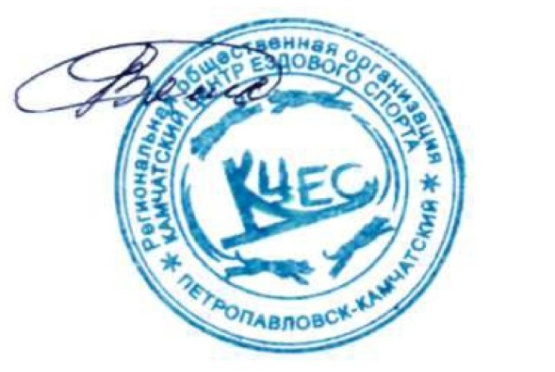 Региональная общественная организация
КАМЧАТСКИЙ ЦЕНТР ЕЗДОВОГО СПОРТА
КЦЕС
* ПЕТРОПАВЛОВСК-КАМЧАТСКИЙ *